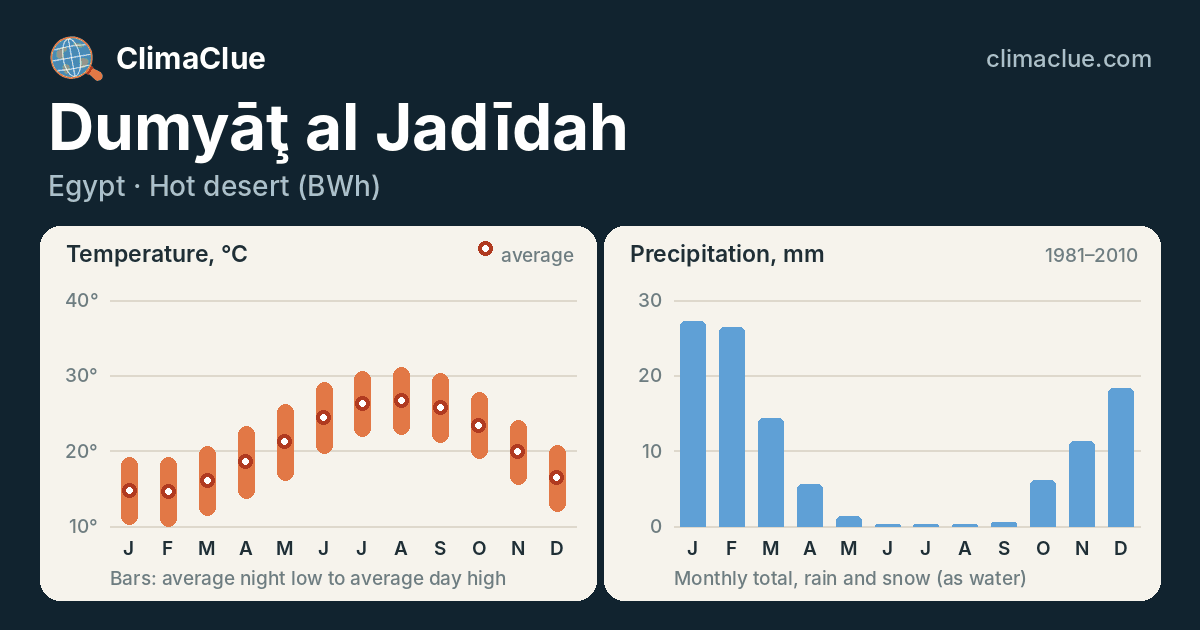 ClimaClue
climaclue.com
Dumyāţ al Jadīdah
Egypt · Hot desert (BWh)
Temperature, °C
average
40°
30°
20°
10°
J F M A M J J A S O N D
Bars: average night low to average day high
Precipitation, mm
1981–2010
30
20
10
0
J F M A M J J A S O N D
Monthly total, rain and snow (as water)